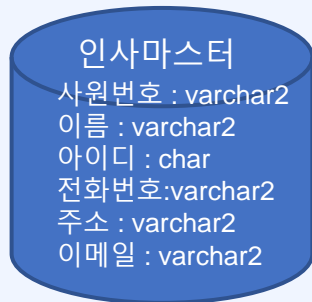 인사마스터
사원번호 : varchar2
이름 : varchar2
아이디 : char
전화번호:varchar2
주소 : varchar2
이메일 : varchar2